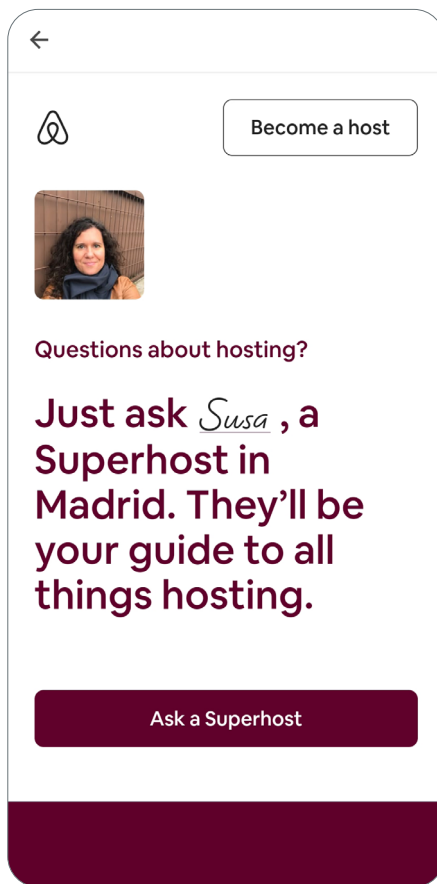 Become a host
Questions about hosting?
Just ask Susa , a
Superhost in
Madrid. They’ll be
your guide to all
things hosting.
Ask a Superhost